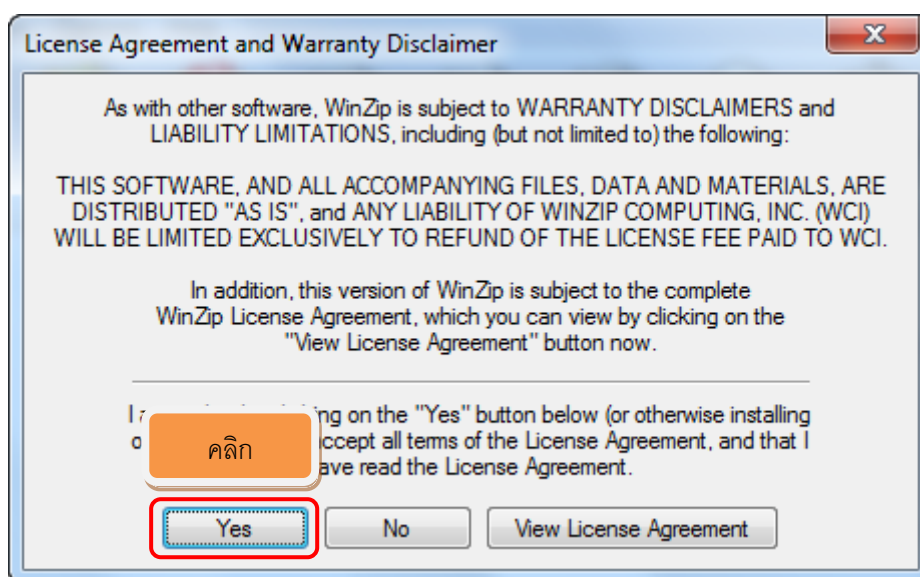 License Agreement and Warranty Disclaimer
As with other software, WinZip is subject to WARRANTY DISCLAIMERS and
LIABILITY LIMITATIONS, including (but not limited to) the following:
THIS SOFTWARE, AND ALL ACCOMPANYING FILES, DATA AND MATERIALS, ARE
DISTRIBUTED "AS IS", and ANY LIABILITY OF WINZIP COMPUTING, INC. (WCI)
WILL BE LIMITED EXCLUSIVELY TO REFUND OF THE LICENSE FEE PAID TO WCI.
In addition, this version of WinZip is subject to the complete
WinZip License Agreement, which you can view by clicking on the
"View License Agreement" button now.
I on the "Yes" button below (or otherwise installing
accept all terms of the License Agreement, and that I
have read the License Agreement.
คลิก
Yes No View License Agreement